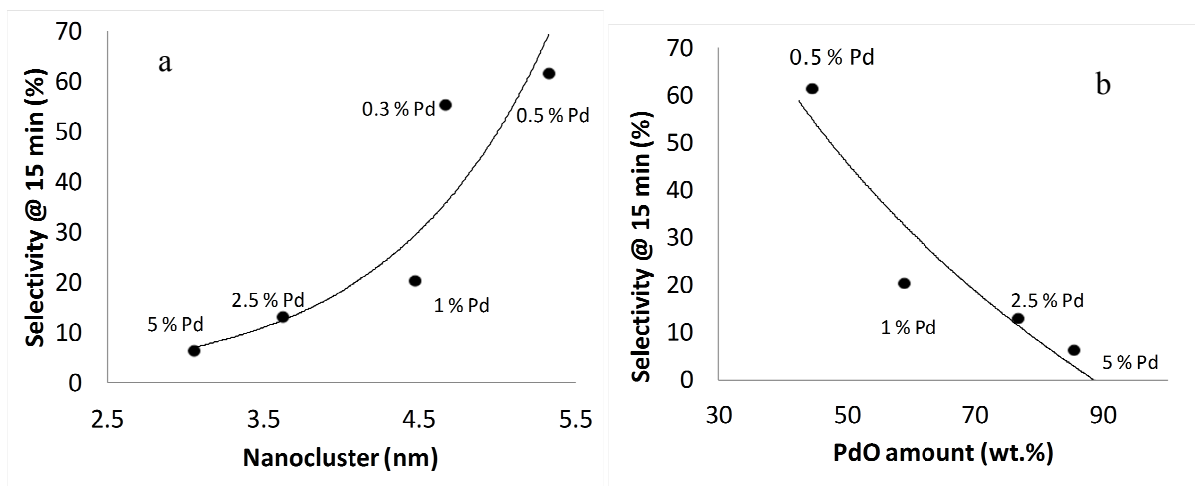 a
Selectivity @ 15 min (%)
70
60
50
40
30
20
10
0
0.3 % Pd
0.5 % Pd
5 % Pd
2.5 % Pd
1 % Pd
2.5
3.5
4.5
5.5
Nanocluster (nm)
b
Selectivity @ 15 min (%)
70
60
50
40
30
20
10
0
0.5 % Pd
1 % Pd
2.5 % Pd
5 % Pd
30
50
70
90
PdO amount (wt.%)